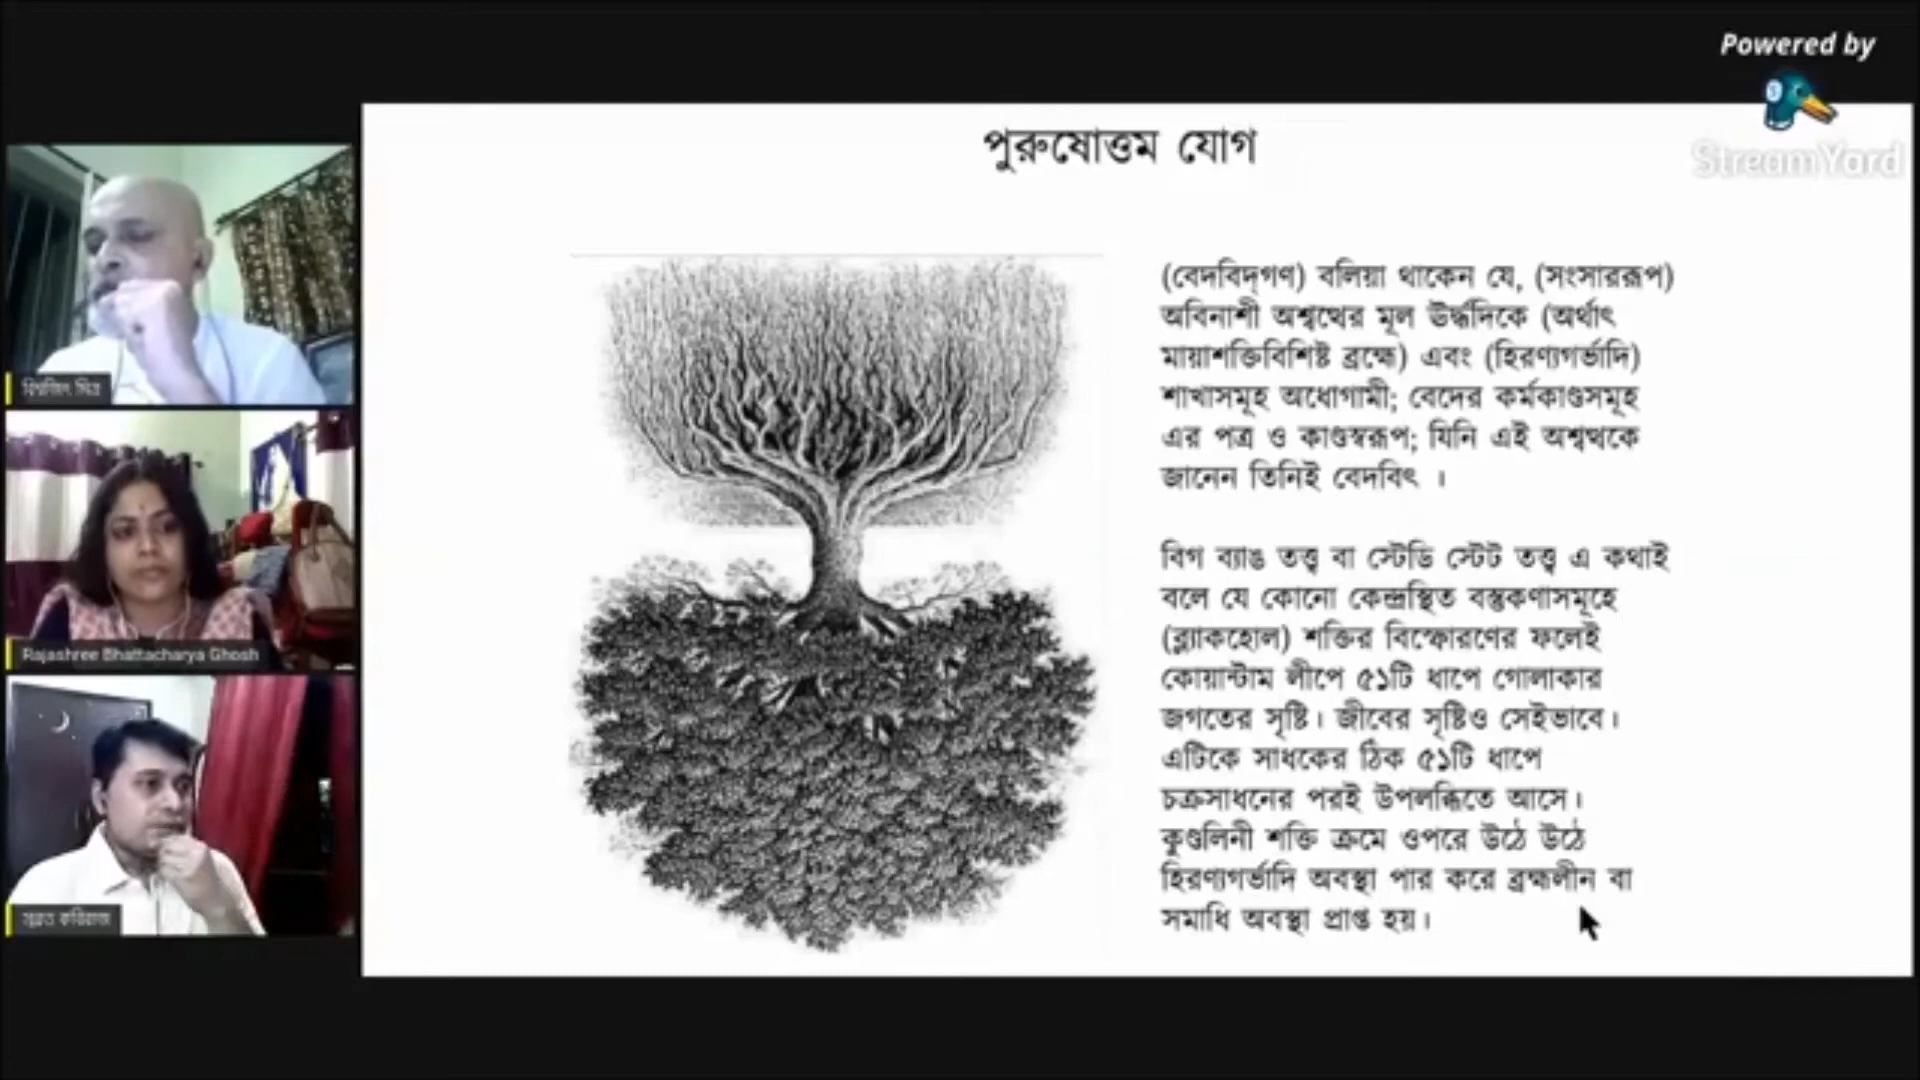 Powered by
StreamYard
পুরুষোত্তম যোগ
(বেদবিদ্‌গণ) বলিয়া থাকেন যে, (সংসাররূপ)
অবিনাশী অশ্বত্থের মূল ঊর্দ্ধদিকে (অর্থাৎ
মায়াশক্তিবিশিষ্ট ব্রহ্মে) এবং (হিরণ্যগর্ভাদি)
শাখাসমূহ অধোগামী; বেদের কর্মকাণ্ডসমূহ
এর পত্র ও কাণ্ডস্বরূপ; যিনি এই অশ্বত্থকে
জানেন তিনিই বেদবিৎ ।
বিগ ব্যাঙ তত্ত্ব বা স্টেডি স্টেট তত্ত্ব এ কথাই
বলে যে কোনো কেন্দ্রস্থিত বস্তুকণাসমূহে
(ব্ল্যাকহোল) শক্তির বিস্ফোরণের ফলেই
কোয়ান্টাম লীপে ৫১টি ধাপে গোলাকার
জগতের সৃষ্টি। জীবের সৃষ্টিও সেইভাবে।
এটিকে সাধকের ঠিক ৫১টি ধাপে
চক্রসাধনের পরই উপলব্ধিতে আসে।
কুণ্ডলিনী শক্তি ক্রমে ওপরে উঠে উঠে
হিরণ্যগর্ভাদি অবস্থা পার করে ব্রহ্মলীন বা
সমাধি অবস্থা প্রাপ্ত হয়।
বিশ্বজিৎ মিত্র
Rajashree Bhattacharya Ghosh
সুব্রত কবিরাজ